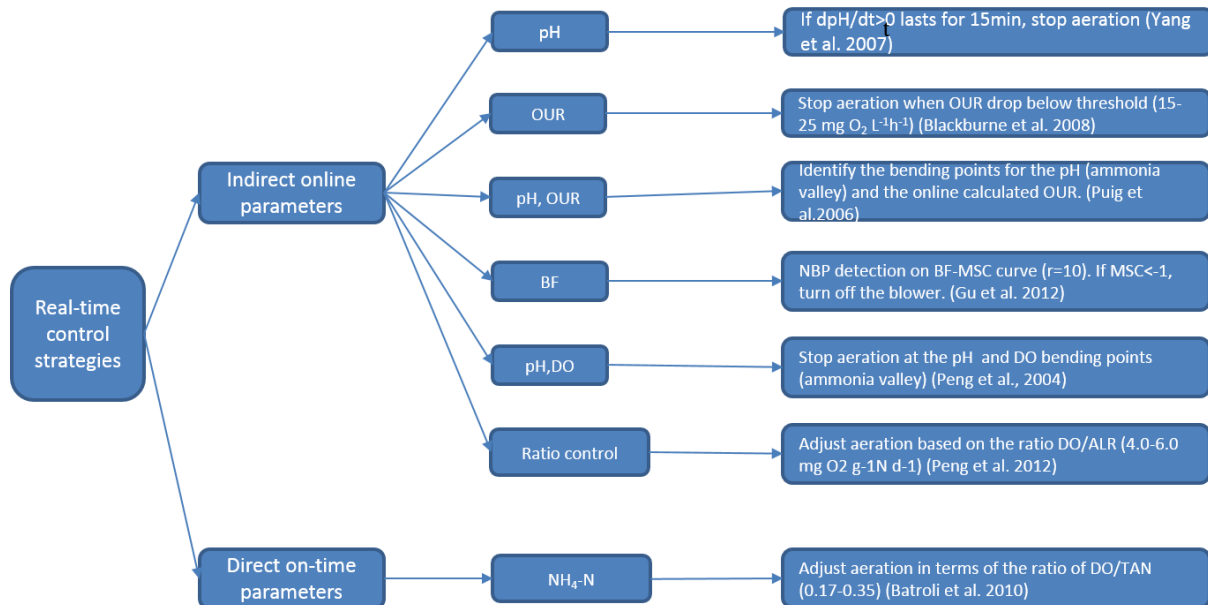 Real-time
control
strategies
Indirect online
parameters
pH
If dpH/dt>0 lasts for 15min, stop aeration (Yang
et al. 2007)
OUR
Stop aeration when OUR drop below threshold (15-
25 mg O₂ L⁻¹h⁻¹) (Blackburne et al. 2008)
pH, OUR
Identify the bending points for the pH (ammonia
valley) and the online calculated OUR. (Puig et
al.2006)
BF
NBP detection on BF-MSC curve (r=10). If MSC<-1,
turn off the blower. (Gu et al. 2012)
pH,DO
Stop aeration at the pH and DO bending points
(ammonia valley) (Peng et al., 2004)
Ratio control
Adjust aeration based on the ratio DO/ALR (4.0-6.0
mg O2 g-1N d-1) (Peng et al. 2012)
Direct on-time
parameters
NH₄-N
Adjust aeration in terms of the ratio of DO/TAN
(0.17-0.35) (Batroli et al. 2010)